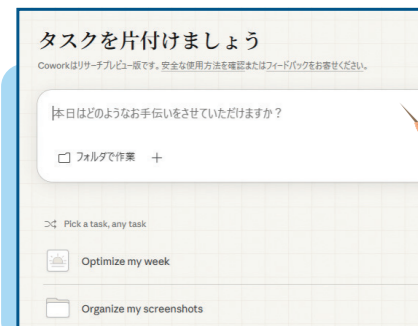 タスクを片付けましょう
Coworkはリサーチプレビュー版です。安全な使用方法を確認またはフィードバックをお寄せください。
本日はどのようなお手伝いをさせていただけますか？
フォルダで作業
Pick a task, any task
Optimize my week
Organize my screenshots